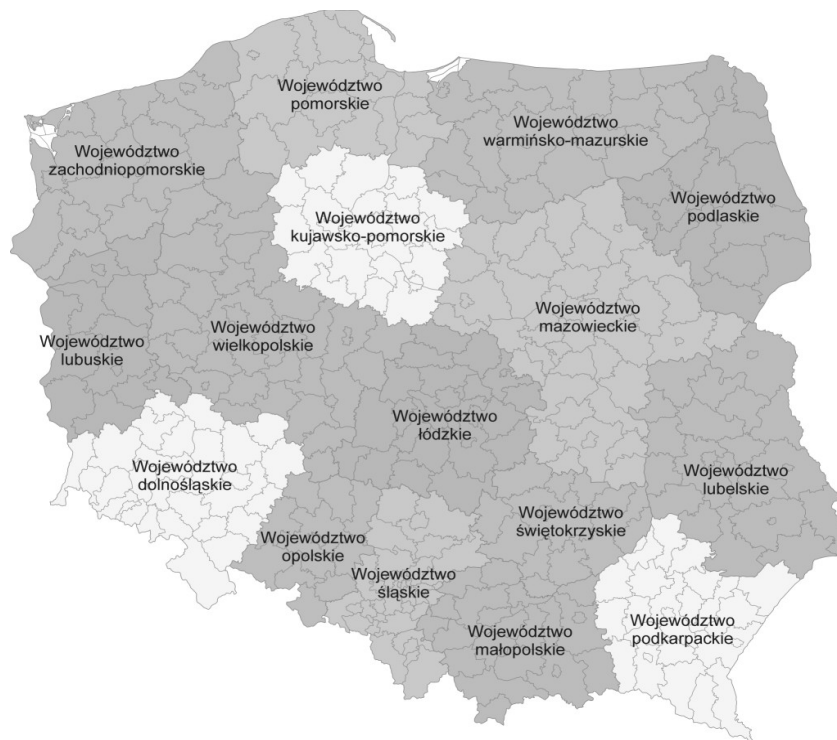 Województwo
pomorskie
Województwo
warmińsko-mazurskie
Województwo
zachodniopomorskie
Województwo
podlaskie
Województwo
kujawsko-pomorskie
Województwo
mazowieckie
Województwo
wielkopolskie
Województwo
lubuskie
Województwo
łódzkie
Województwo
dolnośląskie
Województwo
lubelskie
Województwo
świętokrzyskie
Województwo
opolskie
Województwo
śląskie
Województwo
podkarpackie
Województwo
małopolskie